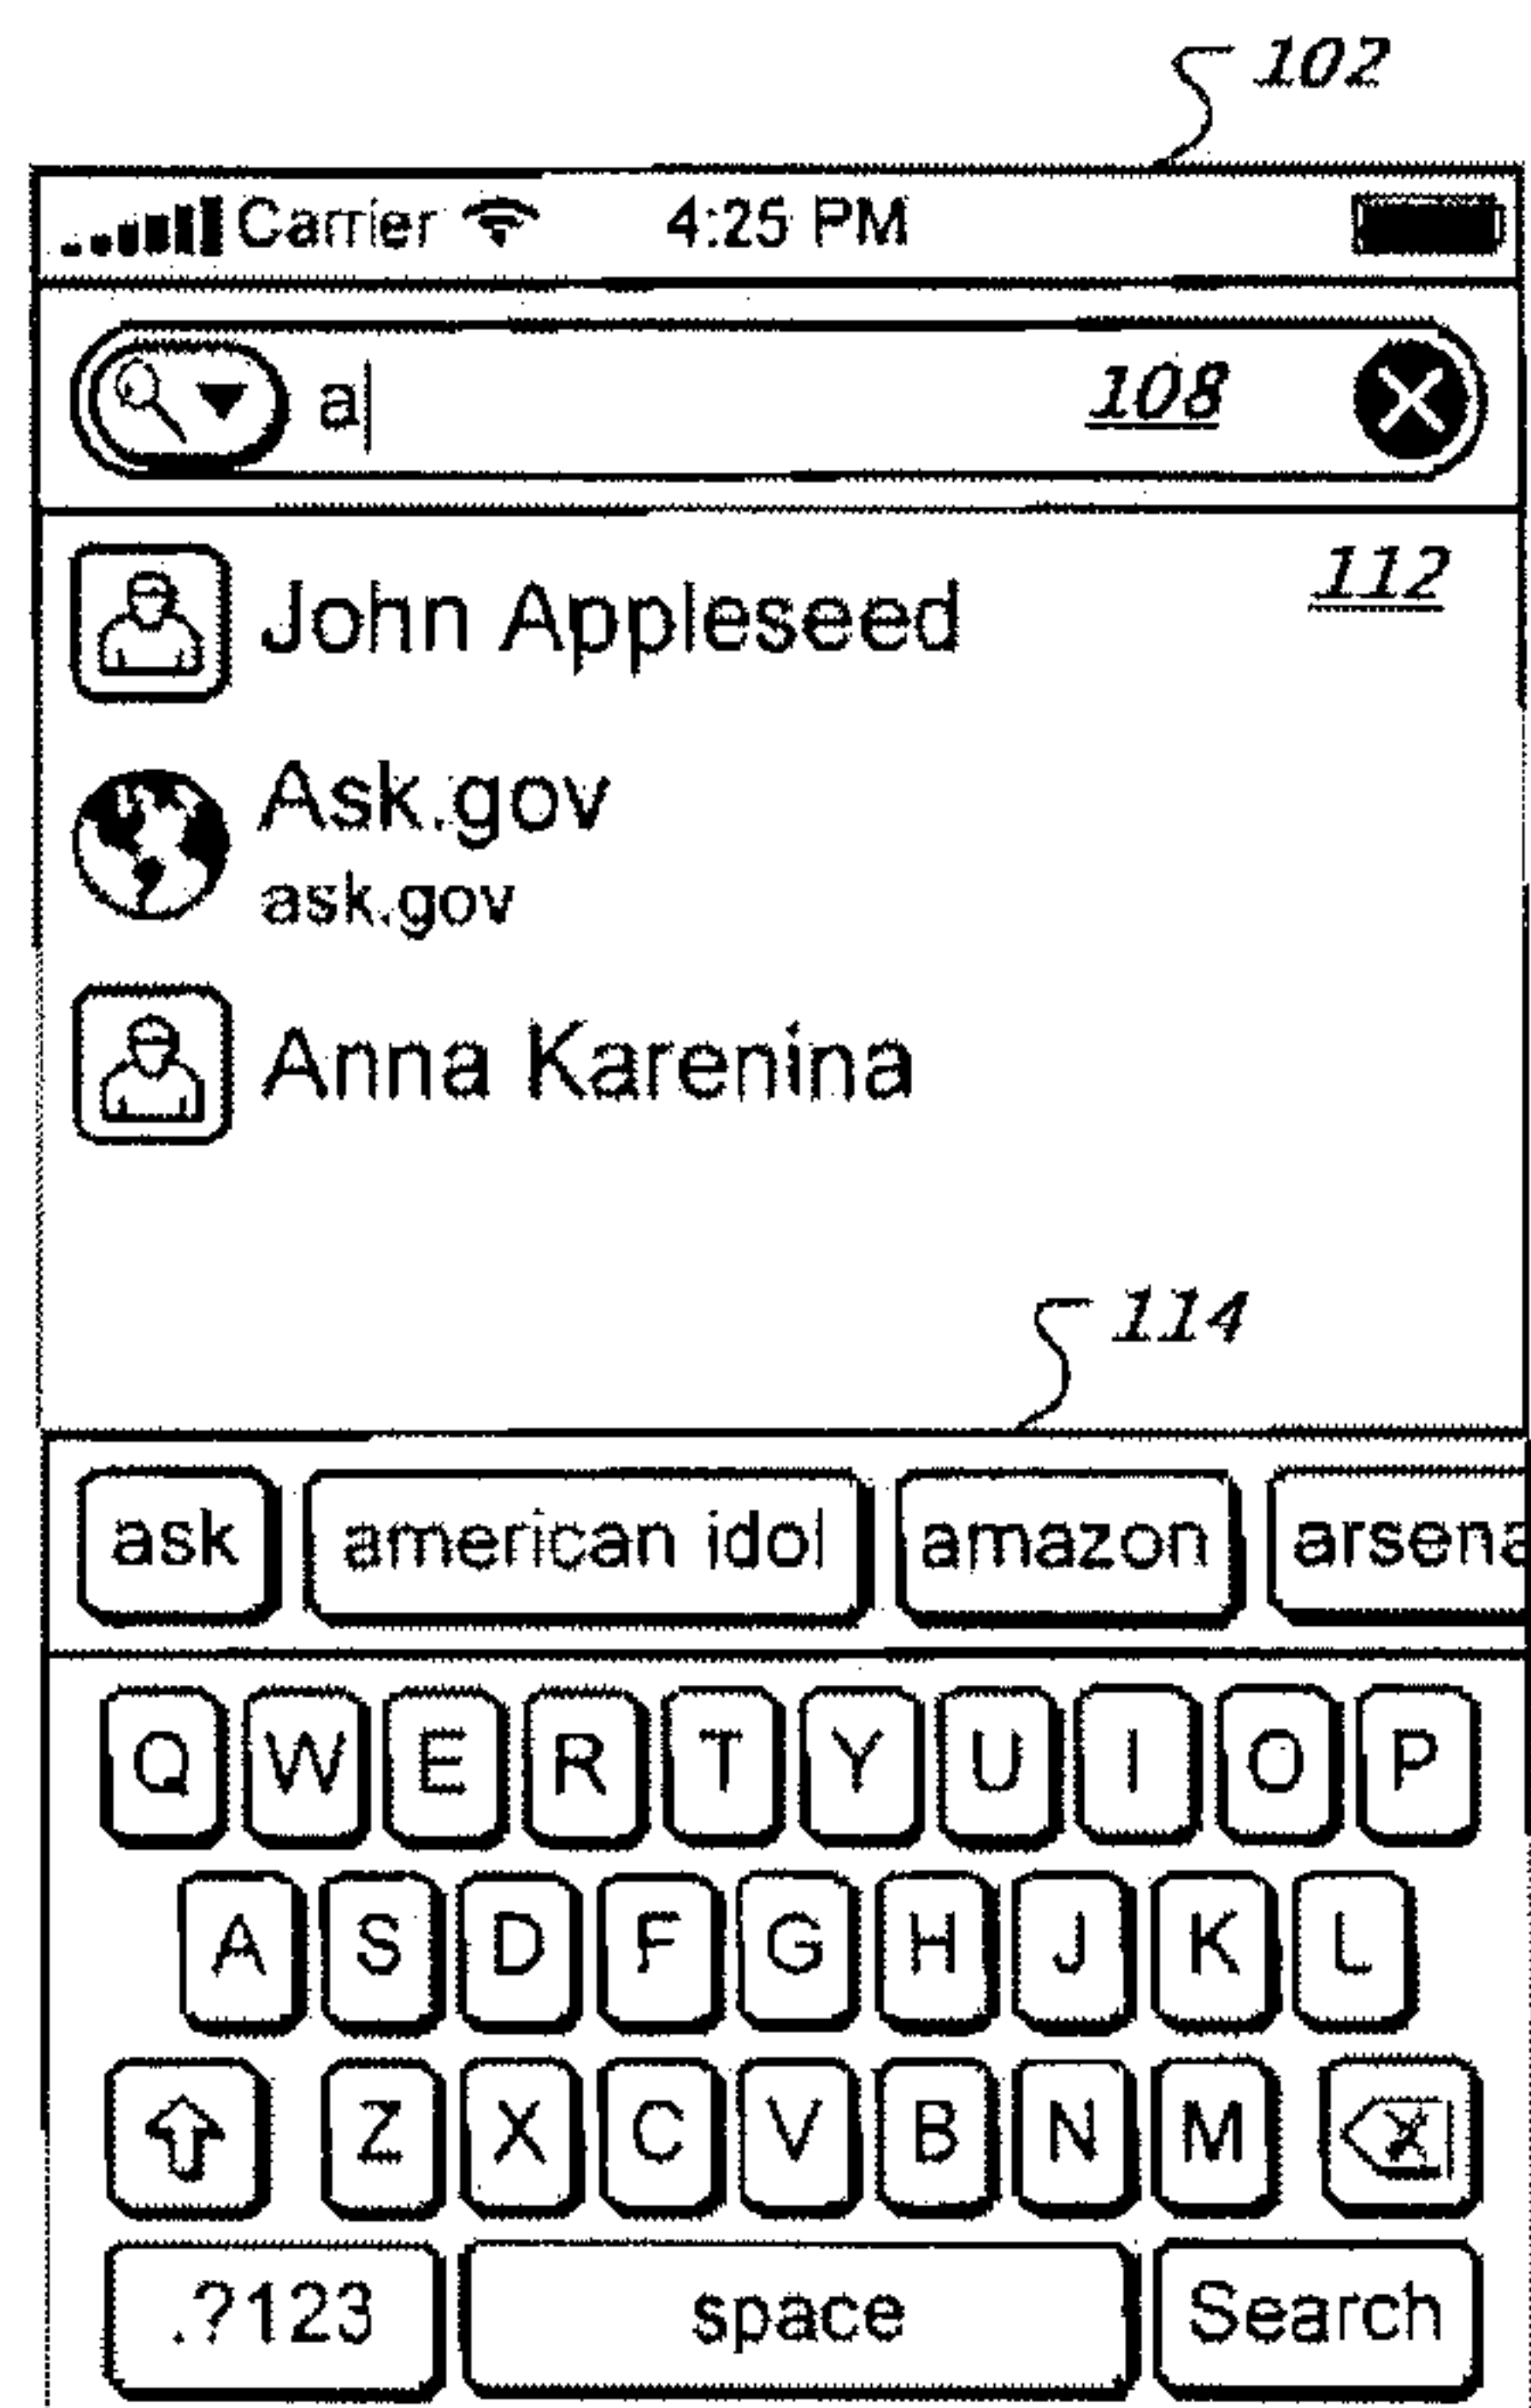 102
Carrier 4:25 PM
a 108
112
John Appleseed
Ask.gov
ask.gov
Anna Karenina
114
ask american idol amazon arsena
Q W E R T Y U I O P
A S D F G H J K L
Z X C V B N M
.?123 space Search